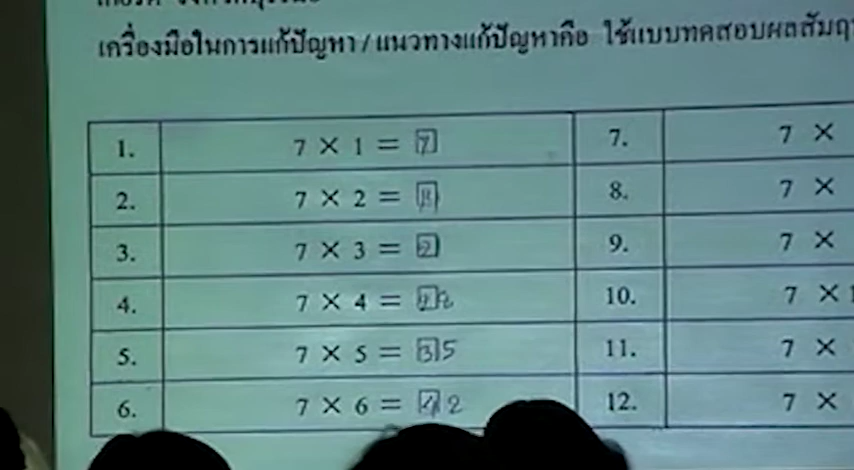 เครื่องมือในการแก้ปัญหา / แนวทางแก้ปัญหาคือ ใช้แบบทดสอบผลสัมฤ
1. 7 × 1 = 7 7. 7 ×
2. 7 × 2 = 8. 7 ×
3. 7 × 3 = 9. 7 ×
4. 7 × 4 = 10. 7 ×
5. 7 × 5 = 35 11. 7 ×
6. 7 × 6 = 42 12. 7 ×